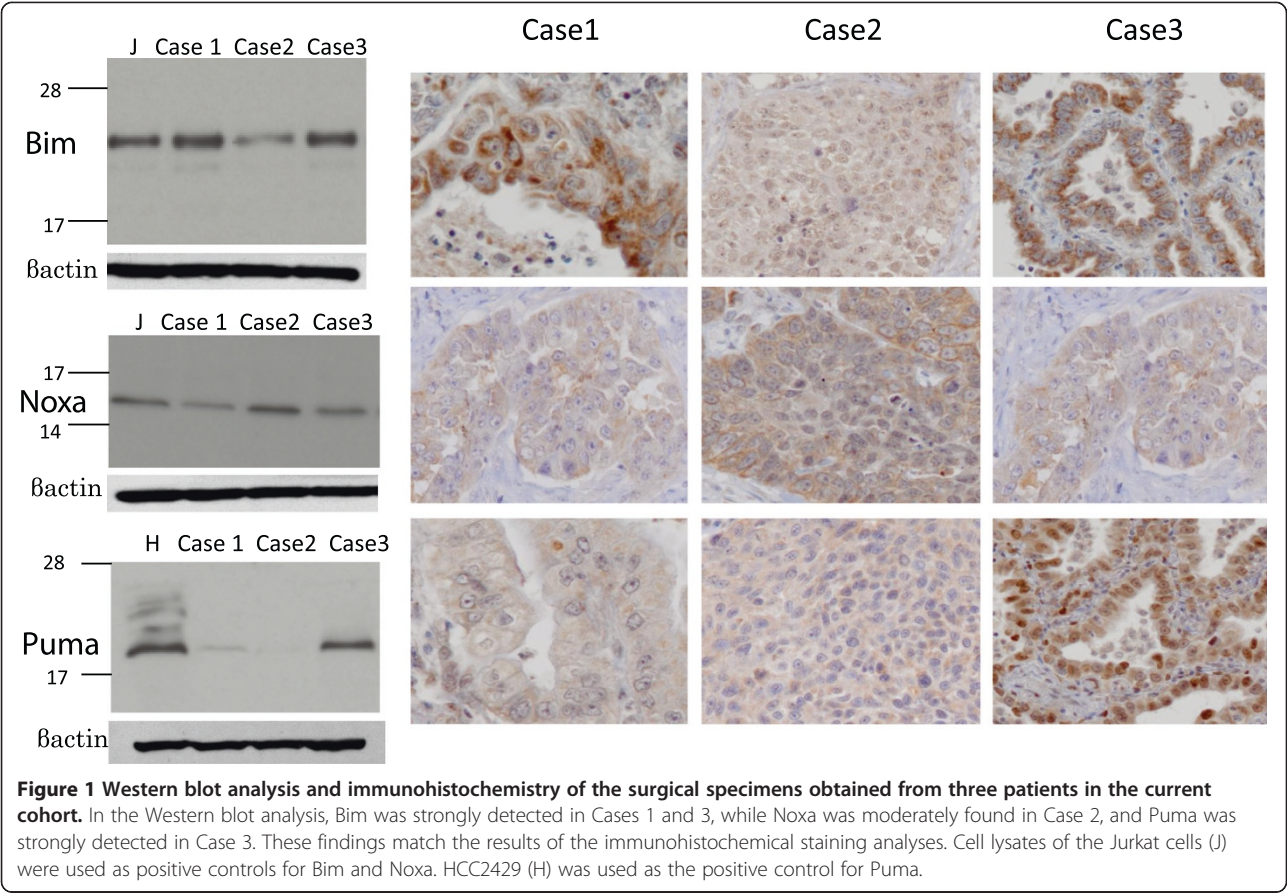 Case1 Case2 Case3
J Case 1 Case2 Case3
28
Bim
17
βactin
J Case 1 Case2 Case3
17
Noxa
14
βactin
H Case 1 Case2 Case3
28
Puma
17
βactin
Figure 1 Western blot analysis and immunohistochemistry of the surgical specimens obtained from three patients in the current
cohort. In the Western blot analysis, Bim was strongly detected in Cases 1 and 3, while Noxa was moderately found in Case 2, and Puma was
strongly detected in Case 3. These findings match the results of the immunohistochemical staining analyses. Cell lysates of the Jurkat cells (J)
were used as positive controls for Bim and Noxa. HCC2429 (H) was used as the positive control for Puma.